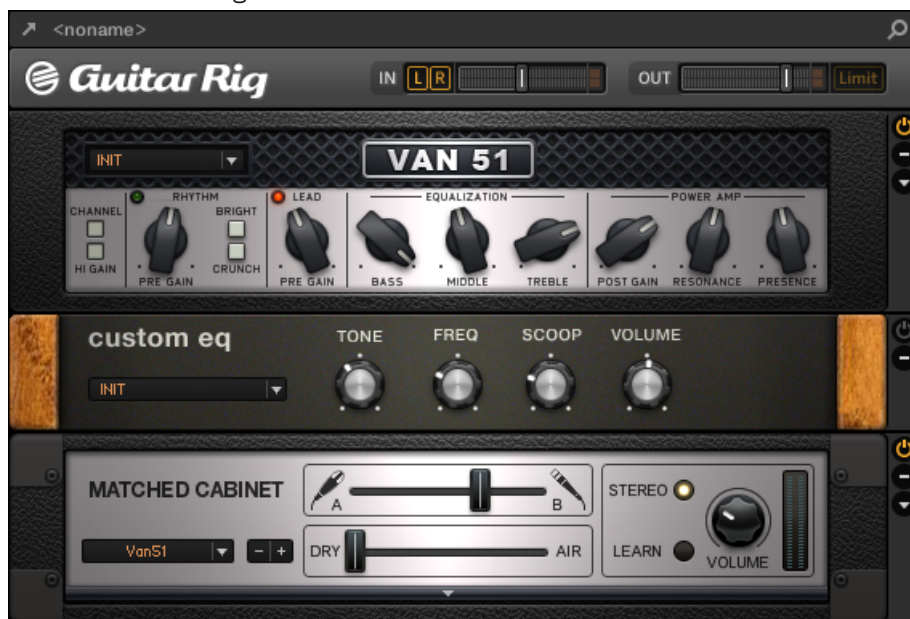 <noname>
Guitar Rig
IN L R
OUT Limit
INIT
VAN 51
CHANNEL
HI GAIN
RHYTHM
PRE GAIN
BRIGHT
CRUNCH
LEAD
PRE GAIN
EQUALIZATION
BASS MIDDLE TREBLE
POWER AMP
POST GAIN RESONANCE PRESENCE
custom eq
TONE FREQ SCOOP VOLUME
INIT
MATCHED CABINET
A B
STEREO
Van51 - +
DRY AIR
LEARN
VOLUME